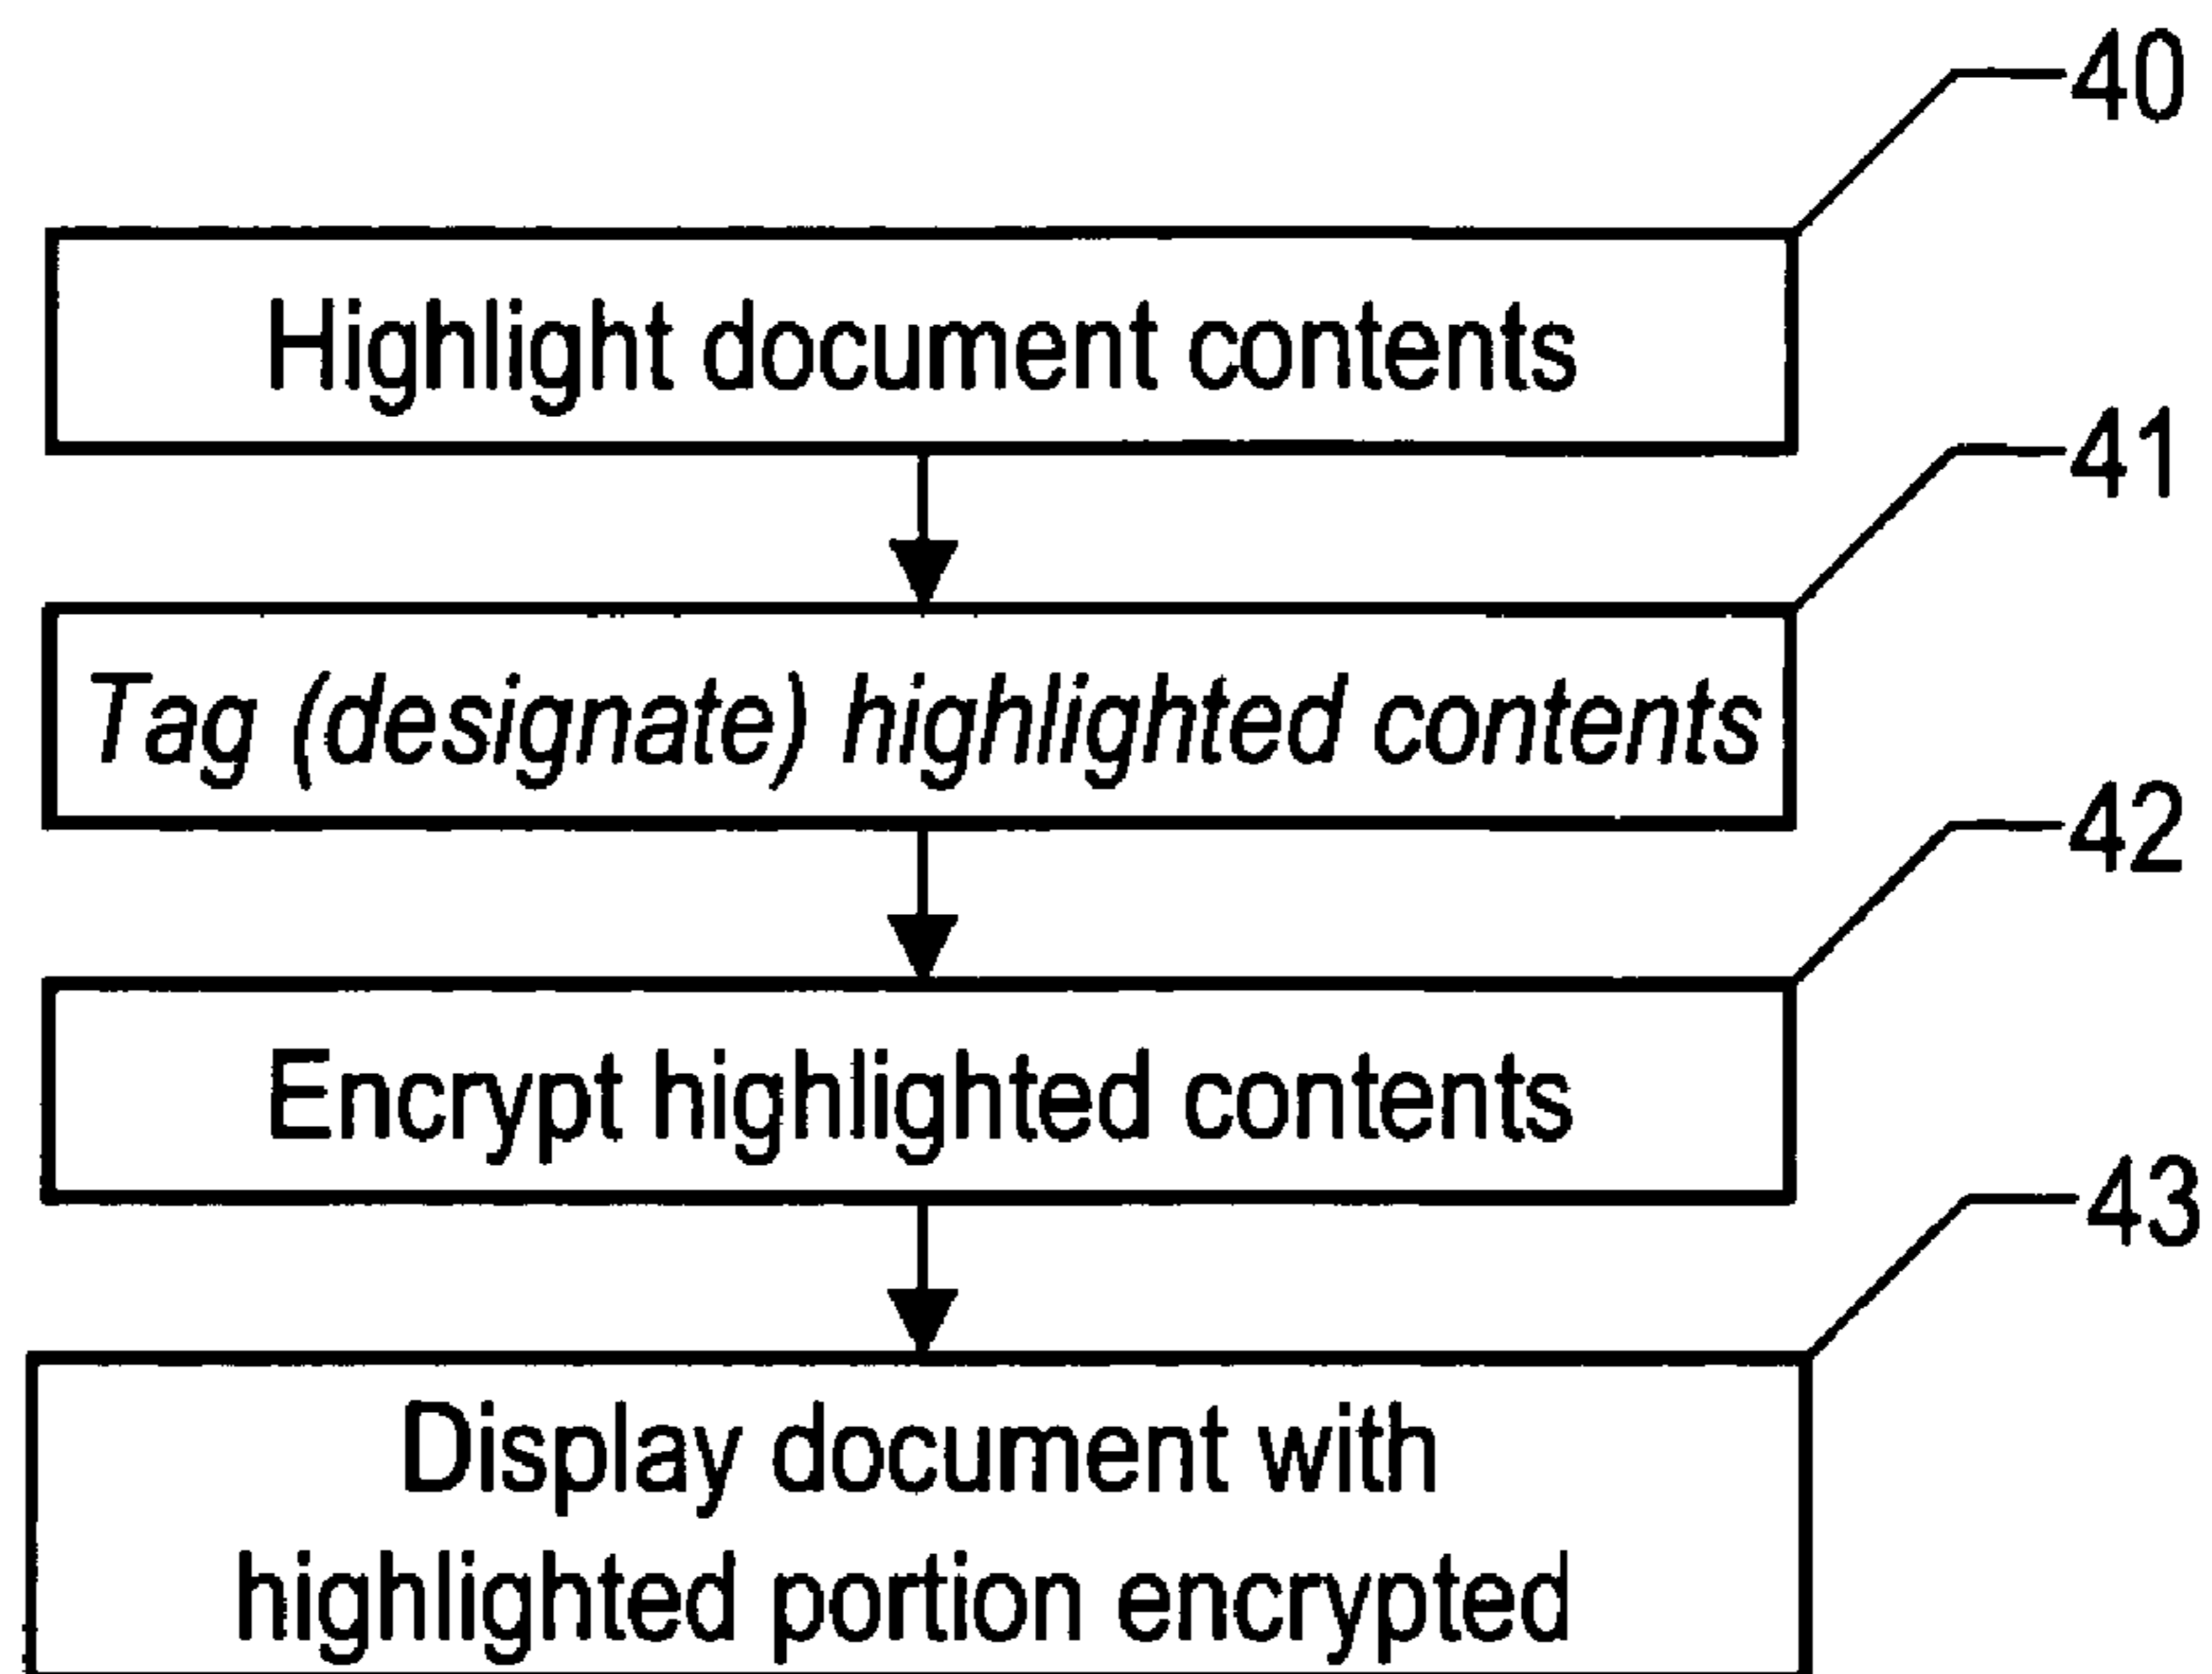 40
Highlight document contents
41
Tag (designate) highlighted contents
42
Encrypt highlighted contents
43
Display document with
highlighted portion encrypted